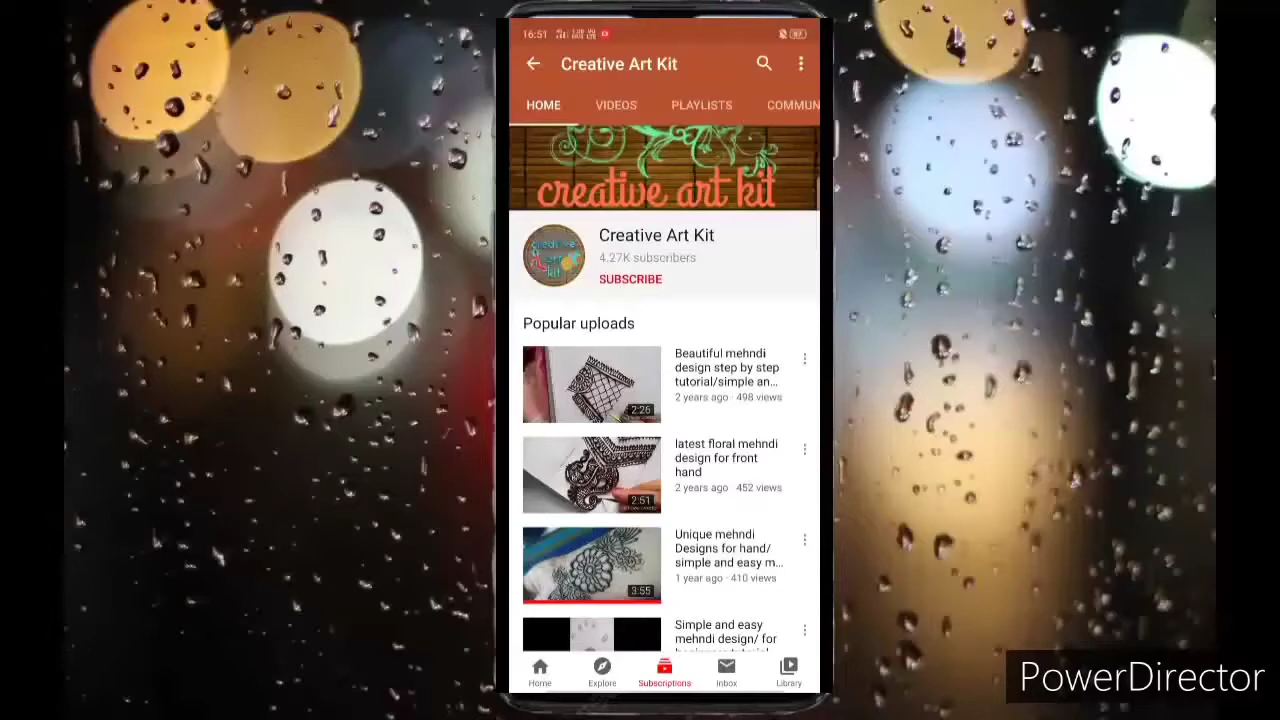 16:51
Creative Art Kit
HOME VIDEOS PLAYLISTS COMMUN
creative art kit
creative art kit
Creative Art Kit
4.27K subscribers
SUBSCRIBE
Popular uploads
Beautiful mehndi
design step by step
tutorial/simple an...
2 years ago · 498 views
2:26
latest floral mehndi
design for front
hand
2 years ago · 452 views
2:51
Unique mehndi
Designs for hand/
simple and easy m...
1 year ago · 410 views
3:55
Simple and easy
mehndi design/ for
Home Explore Subscriptions Inbox Library
PowerDirector